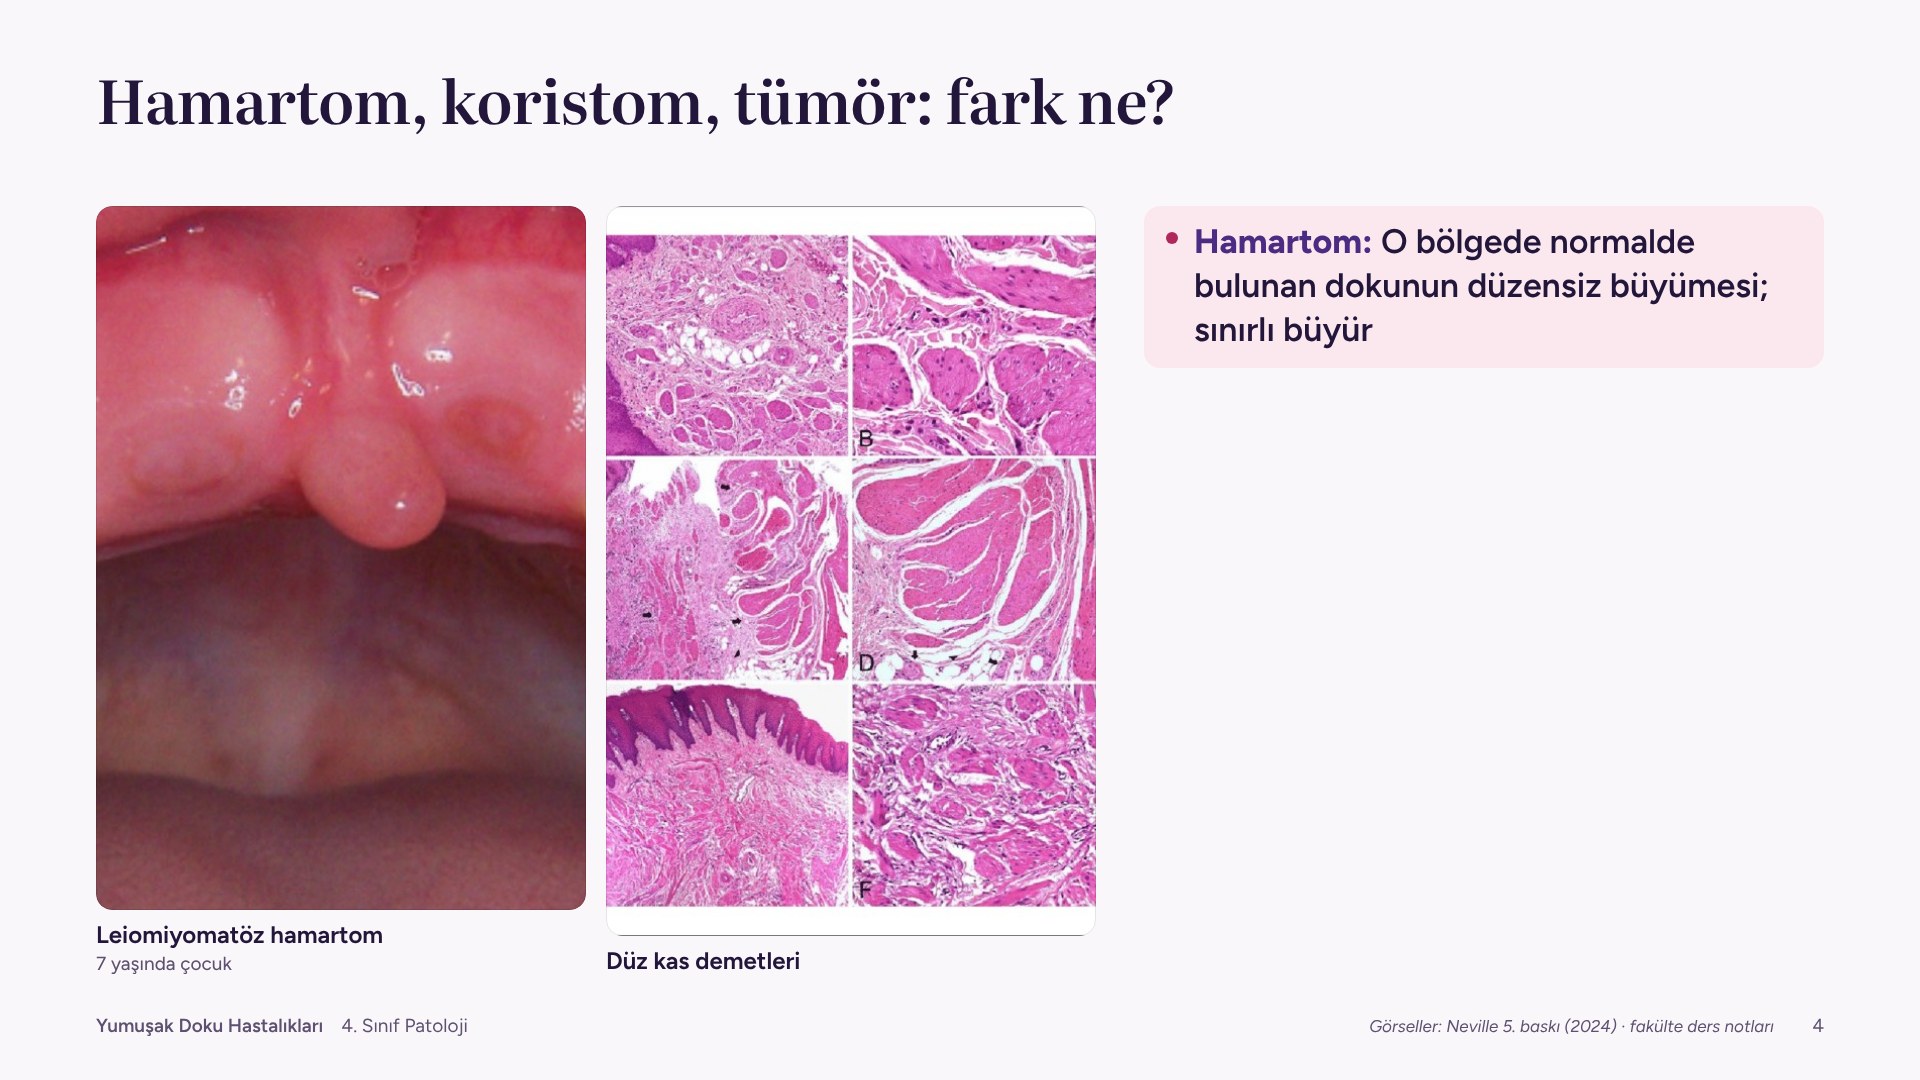 Hamartom, koristom, tümör: fark ne?
Hamartom: O bölgede normalde
bulunan dokunun düzensiz büyümesi;
sınırlı büyür
B
D
F
Leiomiyomatöz hamartom
7 yaşında çocuk
Düz kas demetleri
Yumuşak Doku Hastalıkları 4. Sınıf Patoloji
Görseller: Neville 5. baskı (2024) · fakülte ders notları 4